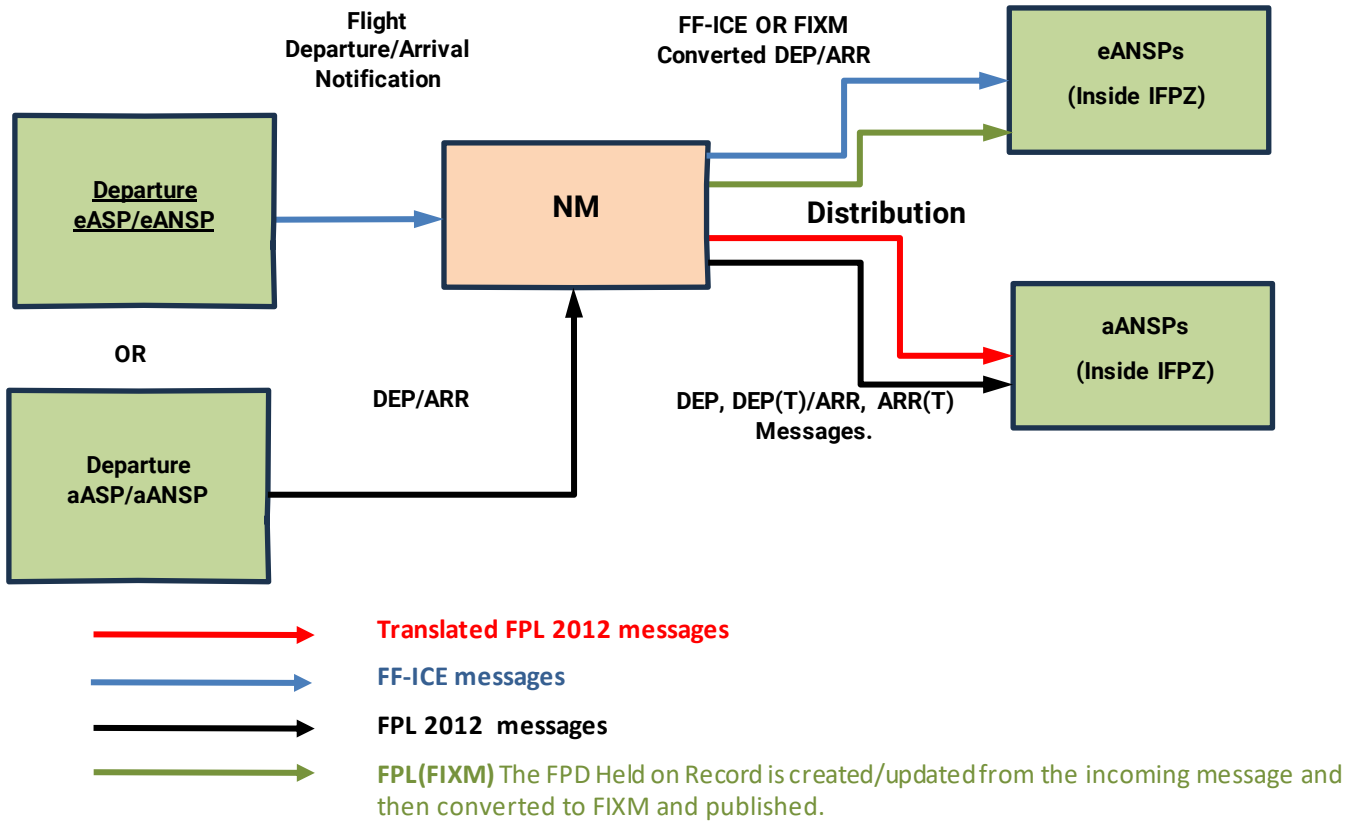 Flight
Departure/Arrival
Notification
FF-ICE OR FIXM
Converted DEP/ARR
eANSPs
(Inside IFPZ)
Departure
eASP/eANSP
NM
Distribution
OR
DEP/ARR
aANSPs
(Inside IFPZ)
DEP, DEP(T)/ARR, ARR(T)
Messages.
Departure
aASP/aANSP
Translated FPL 2012 messages
FF-ICE messages
FPL 2012 messages
FPL(FIXM) The FPD Held on Record is created/updated from the incoming message and
then converted to FIXM and published.